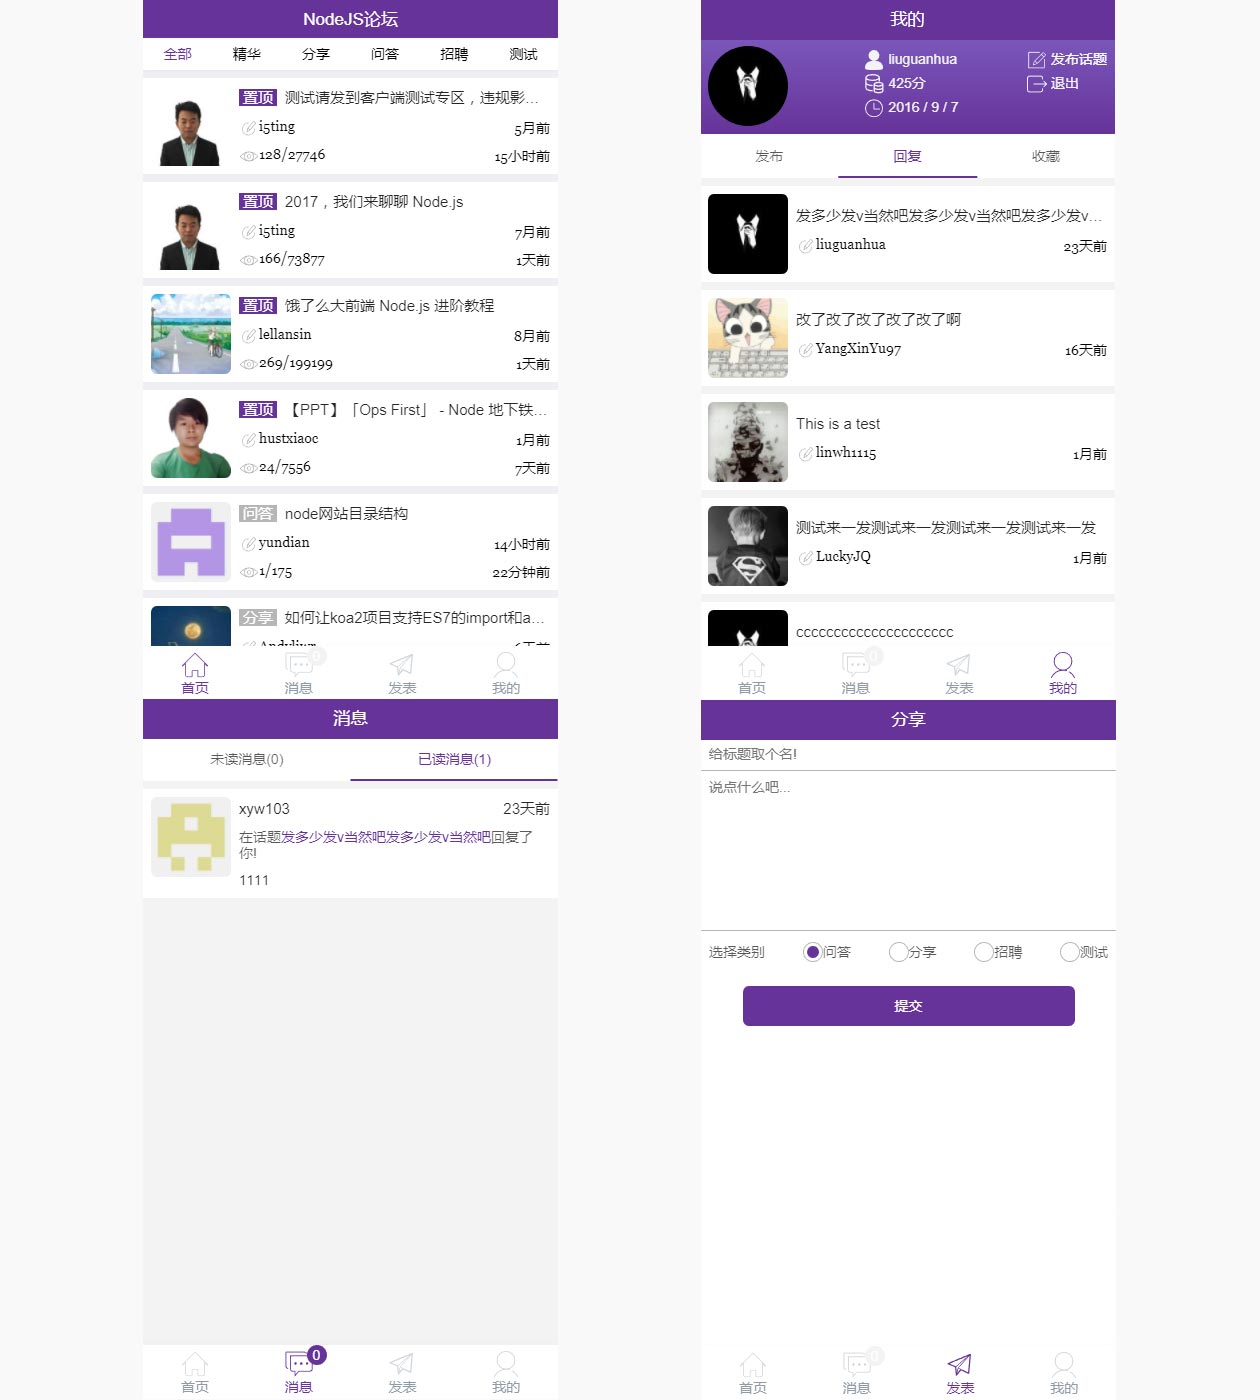 NodeJS论坛
全部 精华 分享 问答 招聘 测试
置顶 测试请发到客户端测试专区，违规影...
i5ting 5月前
128/27746 15小时前
置顶 2017，我们来聊聊 Node.js
i5ting 7月前
166/73877 1天前
置顶 饿了么大前端 Node.js 进阶教程
lellansin 8月前
269/199199 1天前
置顶 【PPT】「Ops First」 - Node 地下铁...
hustxiaoc 1月前
24/7556 7天前
问答 node网站目录结构
yundian 14小时前
1/175 22分钟前
分享 如何让koa2项目支持ES7的import和a...
0
首页 消息 发表 我的
我的
liuguanhua 发布话题
425分 退出
2016 / 9 / 7
发布 回复 收藏
发多少发v当然吧发多少发v当然吧发多少发v...
liuguanhua 23天前
改了改了改了改了改了啊
YangXinYu97 16天前
This is a test
linwh1115 1月前
测试来一发测试来一发测试来一发测试来一发
LuckyJQ 1月前
ccccccccccccccccccccc
0
首页 消息 发表 我的
消息
未读消息(0) 已读消息(1)
xyw103 23天前
在话题发多少发v当然吧发多少发v当然吧回复了
你!
1111
0
首页 消息 发表 我的
分享
给标题取个名!
说点什么吧...
选择类别 问答 分享 招聘 测试
提交
0
首页 消息 发表 我的